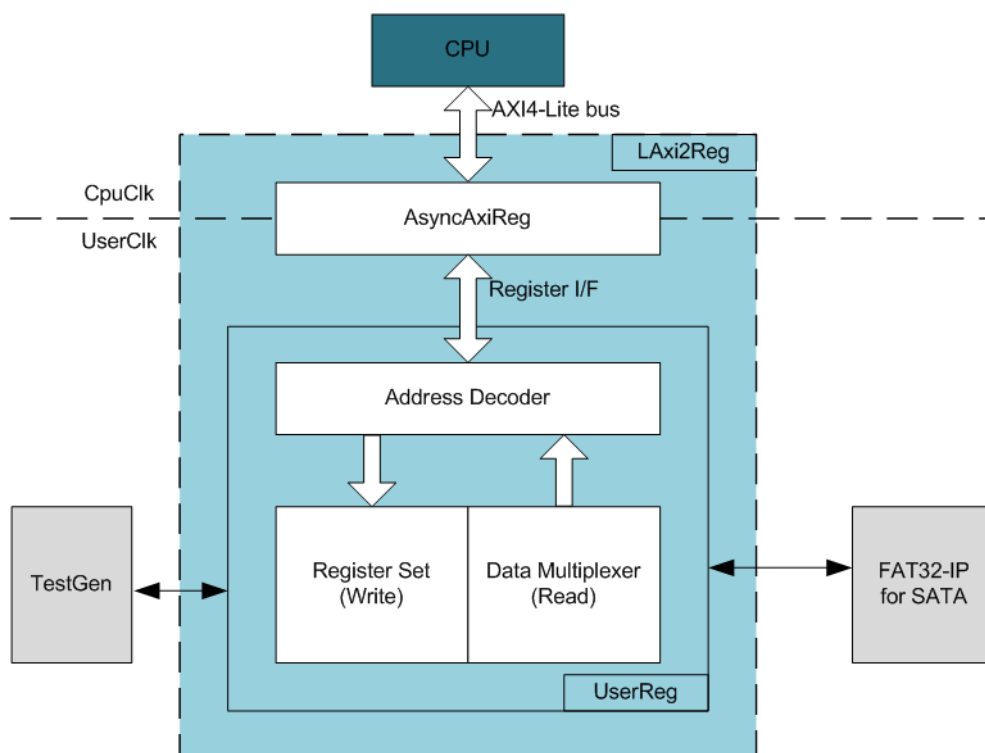 CPU
AXI4-Lite bus
LAxi2Reg
CpuClk
AsyncAxiReg
UserClk
Register I/F
Address Decoder
TestGen
Register Set
(Write)
Data Multiplexer
(Read)
FAT32-IP
for SATA
UserReg